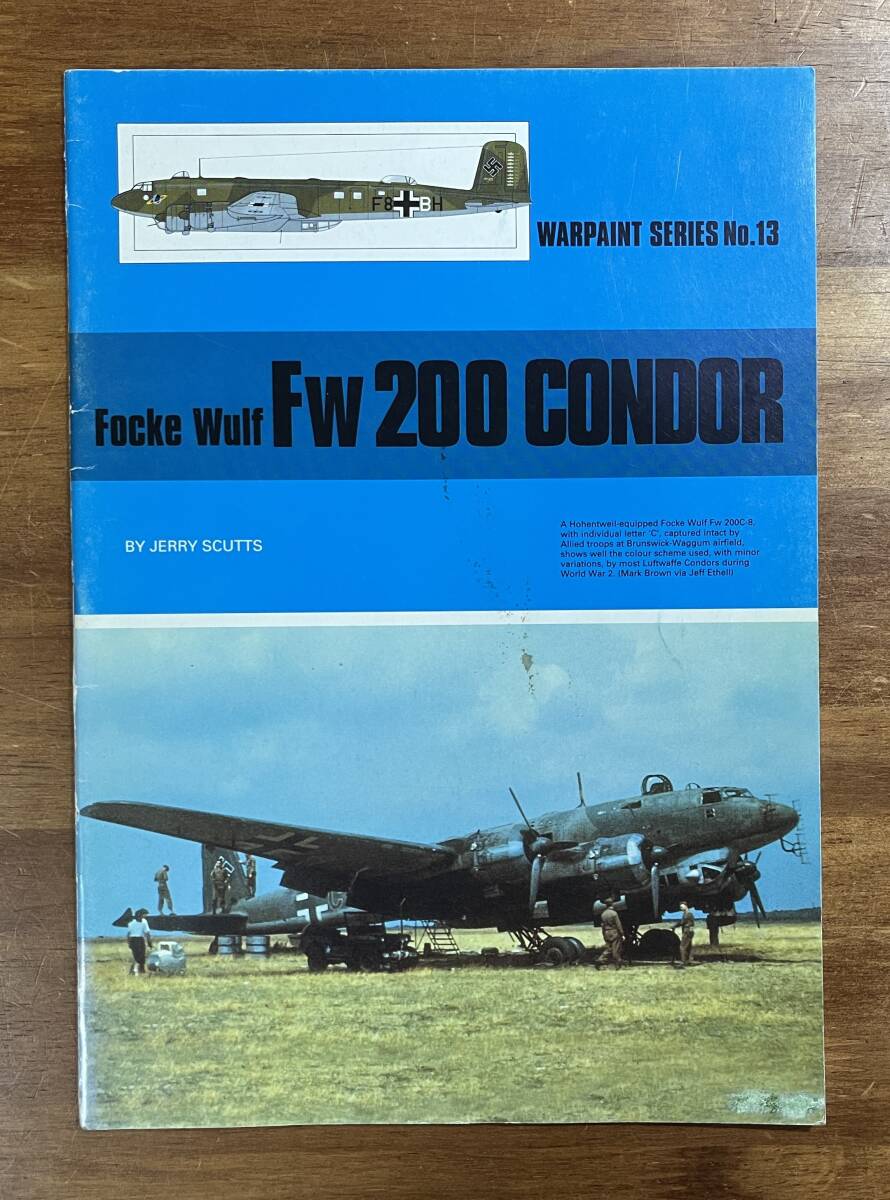 F8 BH
WARPAINT SERIES No.13
Focke Wulf Fw 200 CONDOR
BY JERRY SCUTTS
A Hohentweil-equipped Focke Wulf Fw 200C-8,
with individual letter 'C', captured intact by
Allied troops at Brunswick-Waggum airfield,
shows well the colour scheme used, with minor
variations, by most Luftwaffe Condors during
World War 2. (Mark Brown via Jeff Ethell)